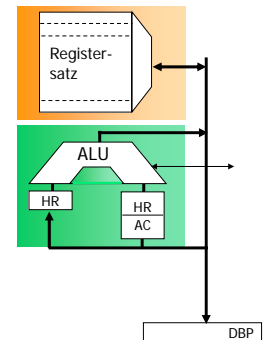 Register-
satz
ALU
HR
HR
AC
DBP